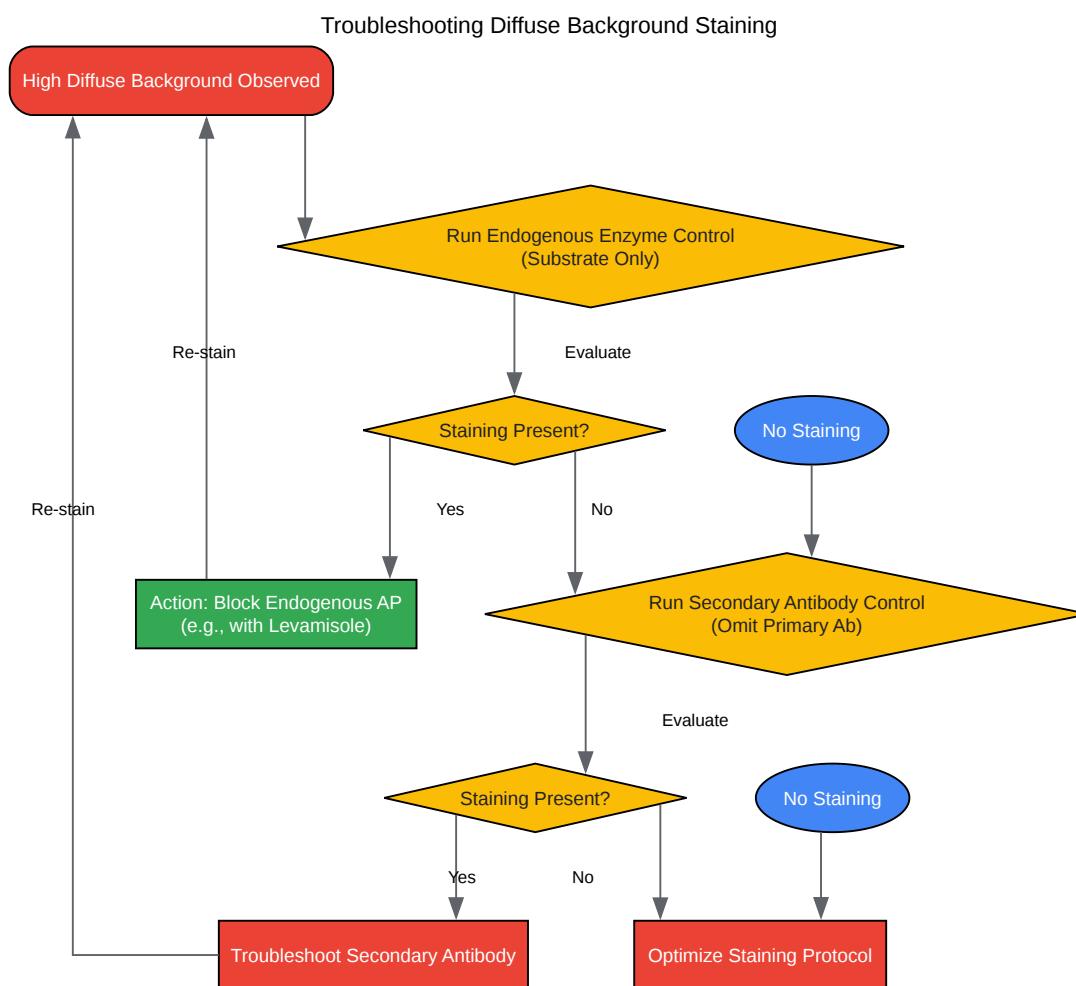 Troubleshooting Diffuse Background Staining
High Diffuse Background Observed
Run Endogenous Enzyme Control
(Substrate Only)
Re-stain
Evaluate
Staining Present?
No Staining
Re-stain
Yes
No
Action: Block Endogenous AP
(e.g., with Levamisole)
Run Secondary Antibody Control
(Omit Primary Ab)
Evaluate
Staining Present?
No Staining
Yes
No
Troubleshoot Secondary Antibody
Optimize Staining Protocol